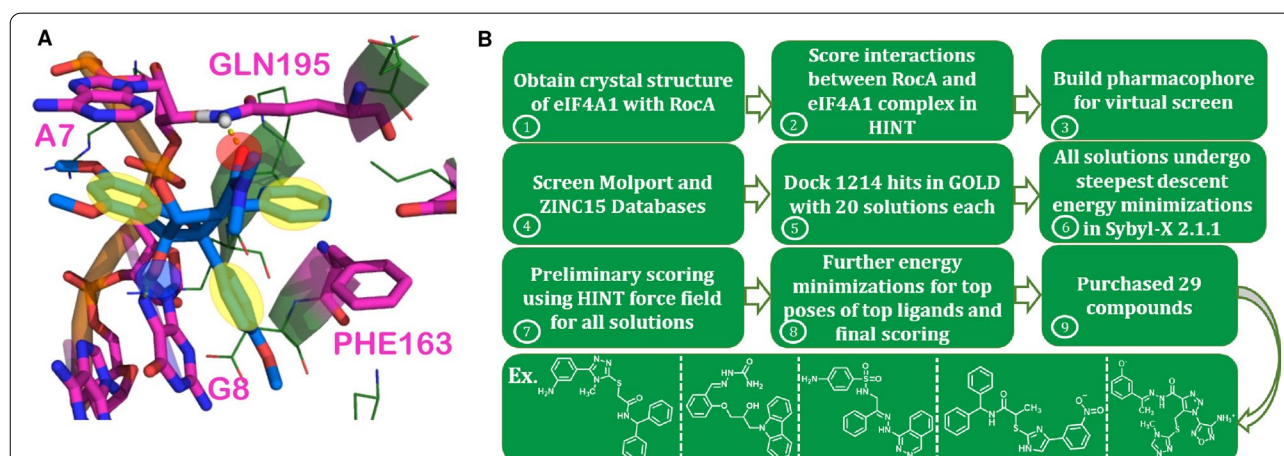 A
GLN195
A7
PHE163
G8
B
Obtain crystal structure
of eIF4A1 with RocA
1
Score interactions
between RocA and
eIF4A1 complex in
HINT
2
Build pharmacophore
for virtual screen
3
Screen Molport and
ZINC15 Databases
4
Dock 1214 hits in GOLD
with 20 solutions each
5
All solutions undergo
steepest descent
energy minimizations
in Sybyl-X 2.1.1
6
Preliminary scoring
using HINT force field
for all solutions
7
Further energy
minimizations for top
poses of top ligands and
final scoring
8
Purchased 29
compounds
9
Ex.